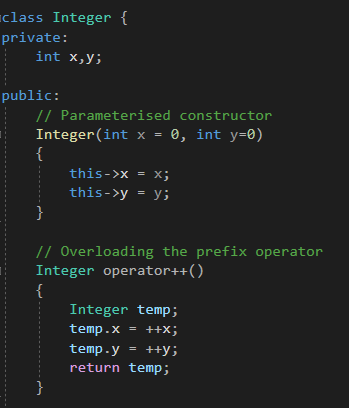 class Integer {
private:
int x,y;
public:
// Parameterised constructor
Integer(int x = 0, int y=0)
{
this->x = x;
this->y = y;
}
// Overloading the prefix operator
Integer operator++()
{
Integer temp;
temp.x = ++x;
temp.y = ++y;
return temp;
}